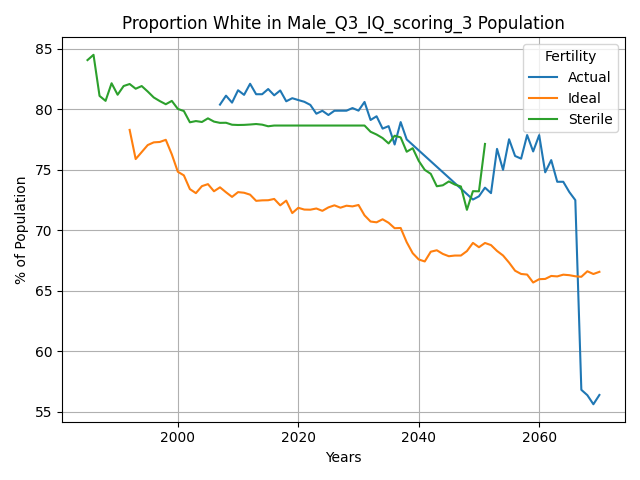 Proportion White in Male_Q3_IQ_scoring_3 Population
Fertility
Actual
Ideal
Sterile
% of Population
85
80
75
70
65
60
55
2000
2020
2040
2060
Years